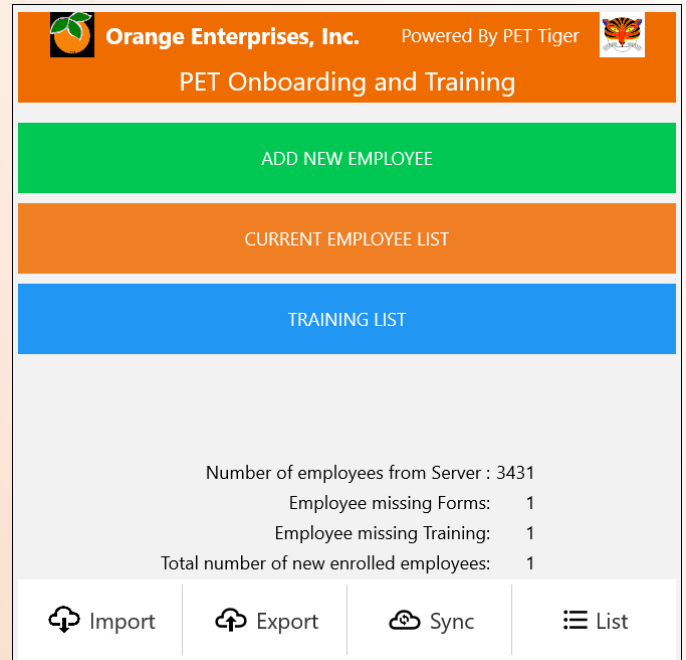 Orange Enterprises, Inc. Powered By PET Tiger
PET Onboarding and Training
ADD NEW EMPLOYEE
CURRENT EMPLOYEE LIST
TRAINING LIST
Number of employees from Server : 3431
Employee missing Forms: 1
Employee missing Training: 1
Total number of new enrolled employees: 1
Import Export Sync List